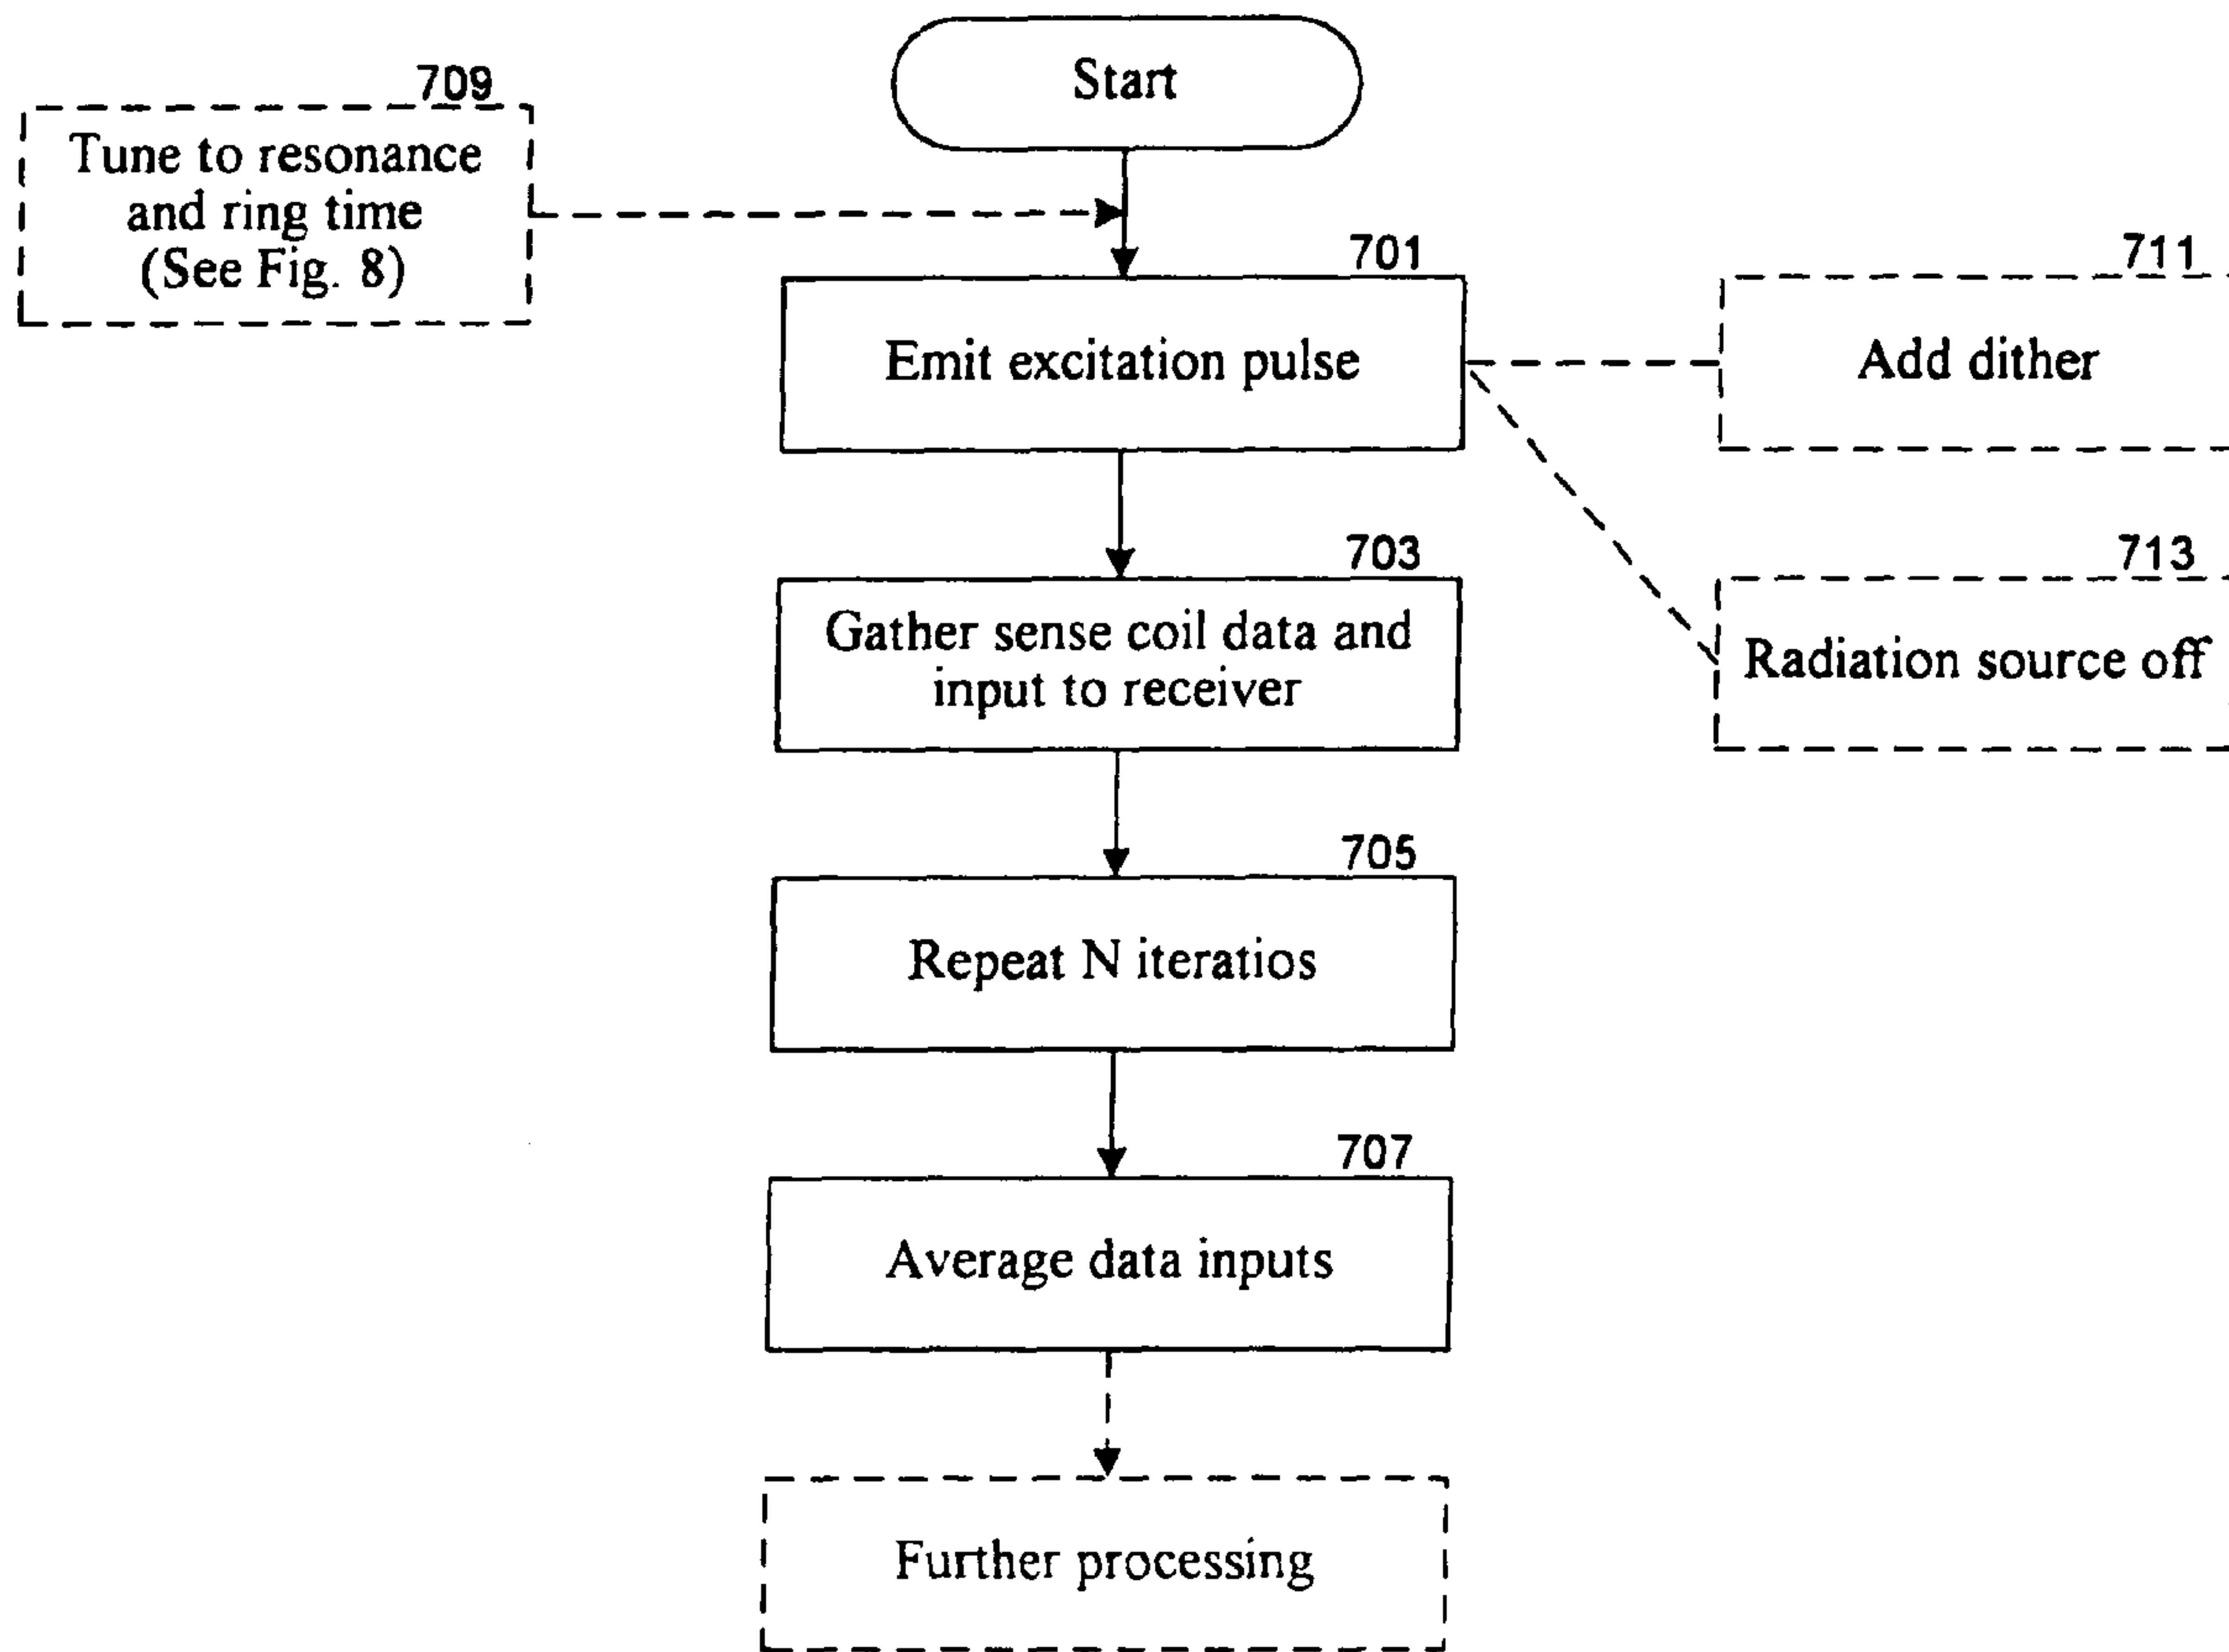 Start
709
Tune to resonance
and ring time
(See Fig. 8)
701
Emit excitation pulse
711
Add dither
703
Gather sense coil data and
input to receiver
713
Radiation source off
705
Repeat N iteratios
707
Average data inputs
Further processing